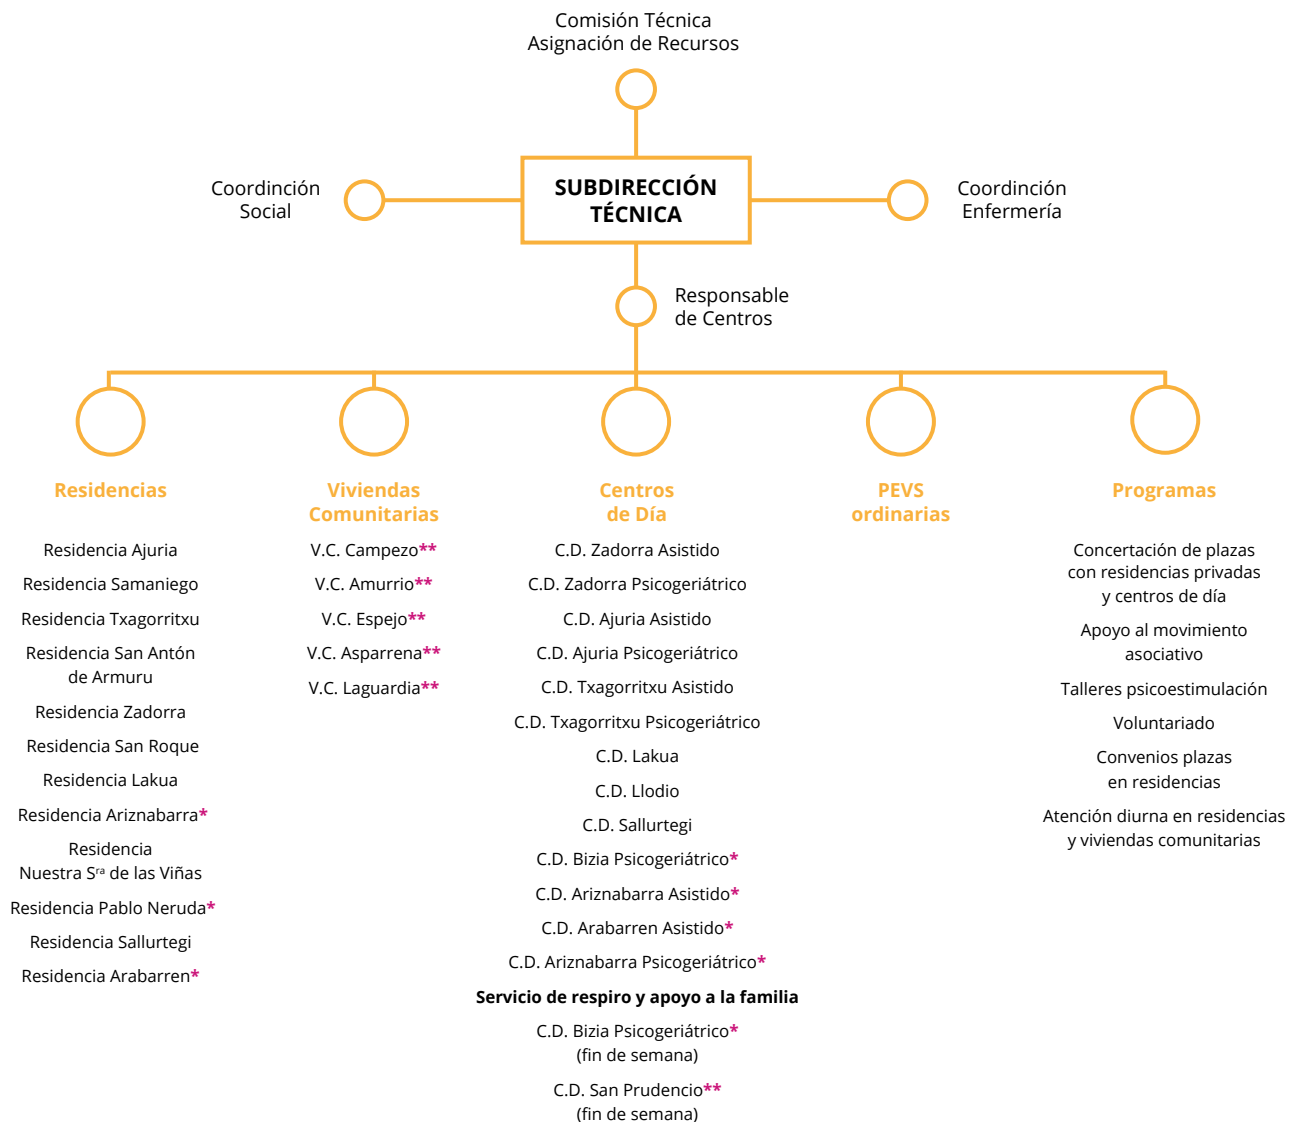 Comisión Técnica
Asignación de Recursos
SUBDIRECCIÓN
TÉCNICA
Coordinción
Social
Coordinción
Enfermería
Responsable
de Centros
Residencias
Residencia Ajuria
Residencia Samaniego
Residencia Txagorritxu
Residencia San Antón
de Armuru
Residencia Zadorra
Residencia San Roque
Residencia Lakua
Residencia Ariznabarra*
Residencia
Nuestra Sra de las Viñas
Residencia Pablo Neruda*
Residencia Sallurtegi
Residencia Arabarren*
Viviendas
Comunitarias
V.C. Campezo**
V.C. Amurrio**
V.C. Espejo**
V.C. Asparrena**
V.C. Laguardia**
Centros
de Día
C.D. Zadorra Asistido
C.D. Zadorra Psicogeriátrico
C.D. Ajuria Asistido
C.D. Ajuria Psicogeriátrico
C.D. Txagorritxu Asistido
C.D. Txagorritxu Psicogeriátrico
C.D. Lakua
C.D. Llodio
C.D. Sallurtegi
C.D. Bizia Psicogeriátrico*
C.D. Ariznabarra Asistido*
C.D. Arabarren Asistido*
C.D. Ariznabarra Psicogeriátrico*
Servicio de respiro y apoyo a la familia
C.D. Bizia Psicogeriátrico*
(fin de semana)
C.D. San Prudencio**
(fin de semana)
PEVS
ordinarias
Programas
Concertación de plazas
con residencias privadas
y centros de día
Apoyo al movimiento
asociativo
Talleres psicoestimulación
Voluntariado
Convenios plazas
en residencias
Atención diurna en residencias
y viviendas comunitarias